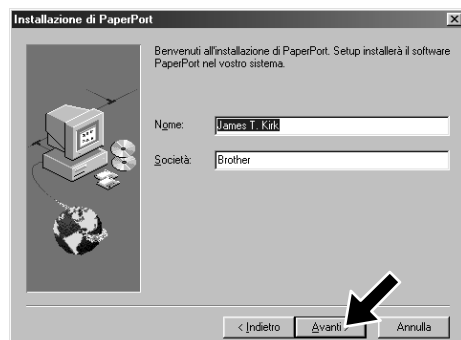 Installazione di PaperPort
Benvenuti all'installazione di PaperPort. Setup installerà il software
PaperPort nel vostro sistema.
Nome: James T. Kirk
Società: Brother
< Indietro Avanti > Annulla